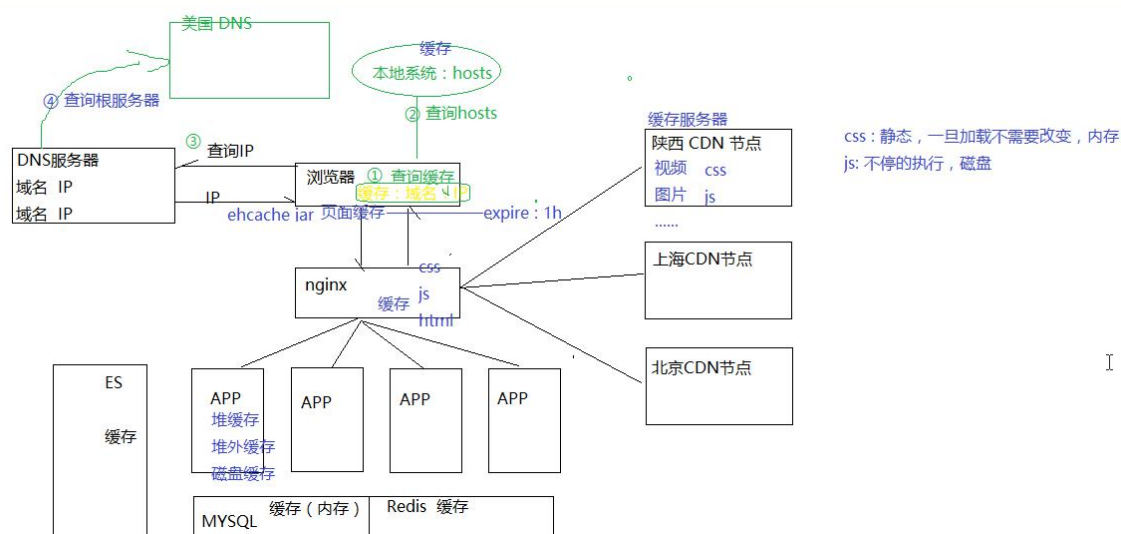 美国 DNS
缓存
本地系统：hosts
④ 查询根服务器
② 查询hosts
缓存服务器
陕西 CDN 节点
视频 css
图片 js
......
css：静态，一旦加载不需要改变，内存
js: 不停的执行，磁盘
③ 查询IP
DNS服务器
域名 IP
域名 IP
IP
浏览器 ① 查询缓存
缓存：域名：IP
ehcache jar 页面缓存 expire：1h
上海CDN节点
nginx
缓存
css
js
html
北京CDN节点
ES
缓存
APP
堆缓存
堆外缓存
磁盘缓存
APP
APP
APP
MYSQL 缓存（内存）
Redis 缓存